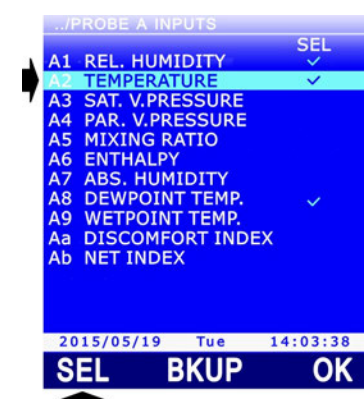 ../PROBE A INPUTS
SEL
A1 REL. HUMIDITY
A2 TEMPERATURE
A3 SAT. V.PRESSURE
A4 PAR. V.PRESSURE
A5 MIXING RATIO
A6 ENTHALPY
A7 ABS. HUMIDITY
A8 DEWPOINT TEMP.
A9 WETPOINT TEMP.
Aa DISCOMFORT INDEX
Ab NET INDEX
2015/05/19 Tue 14:03:38
SEL BKUP OK